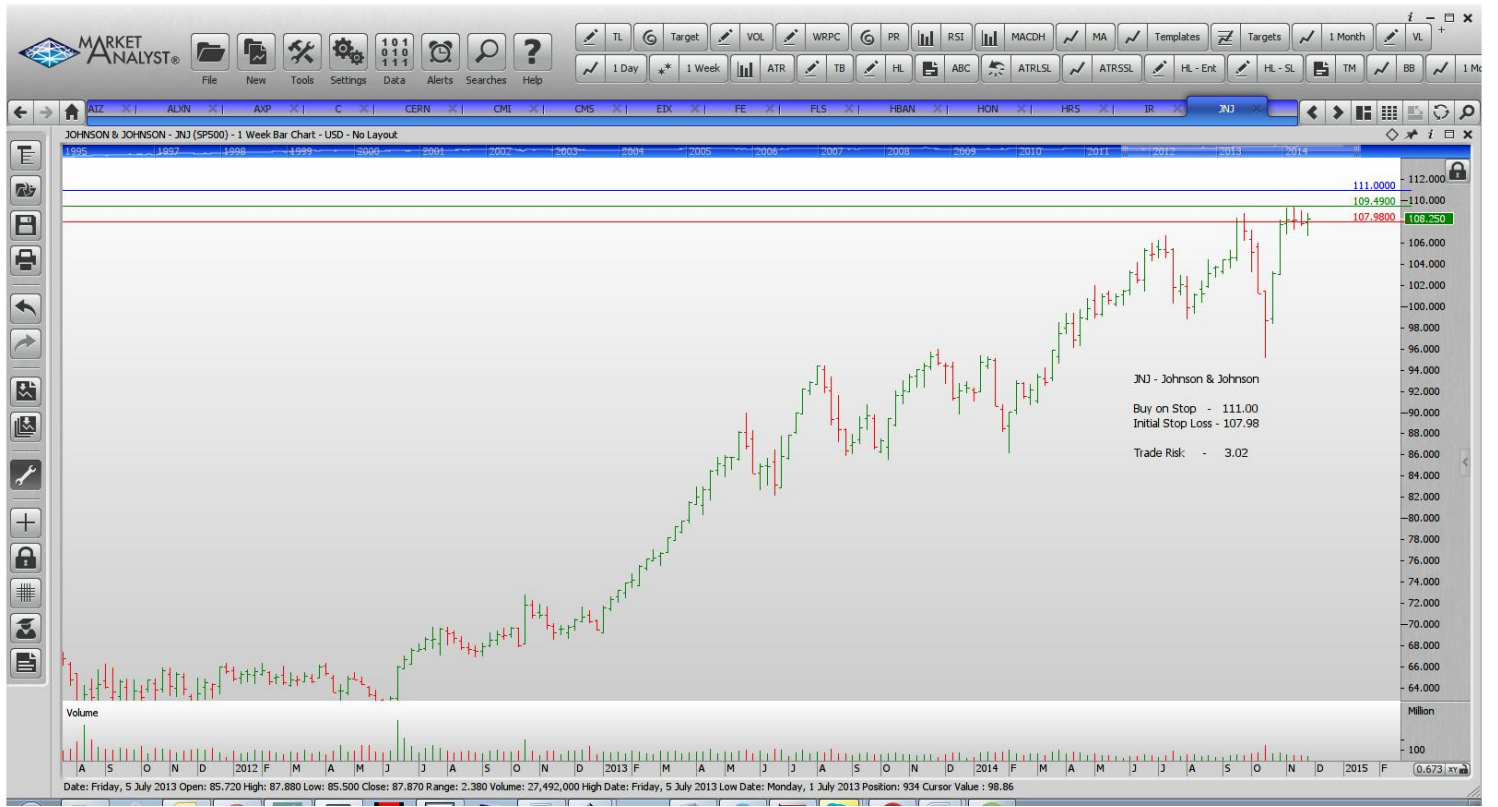 MARKET
ANALYST®
File New Tools Settings Data Alerts Searches Help
TL Target VOL WRPC PR RSI MACDH MA Templates Targets 1 Month VL
1 Day 1 Week ATR TB HL ABC ATRLSL ATRSSL HL - Ent HL - SL TM BB
AIZ ALXN AXP C CERN CMI CMS EIX FE FLS HBAN HON HRS IR JNJ
JOHNSON & JOHNSON - JNJ (SP500) - 1 Week Bar Chart - USD - No Layout
1995 1997 1998 1999 2000 2001 2002 2003 2004 2005 2006 2007 2008 2009 2010 2011 2012 2013 2014
112.000
111.0000
110.000
109.4900
107.9800
108.250
106.000
104.000
102.000
100.000
98.000
96.000
94.000
92.000
90.000
88.000
86.000
84.000
82.000
80.000
78.000
76.000
74.000
72.000
70.000
68.000
66.000
64.000
JNJ - Johnson & Johnson
Buy on Stop - 111.00
Initial Stop Loss - 107.98
Trade Risk - 3.02
Volume
Million
100
A S O N D 2012 F M A M J J A S O N D 2013 F M A M J J A S O N D 2014 F M A M J J A S O N D 2015 F
0.673 XY
Date: Friday, 5 July 2013 Open: 85.720 High: 87.880 Low: 85.500 Close: 87.870 Range: 2.380 Volume: 27,492,000 High Date: Friday, 5 July 2013 Low Date: Monday, 1 July 2013 Position: 934 Cursor Value : 98.86